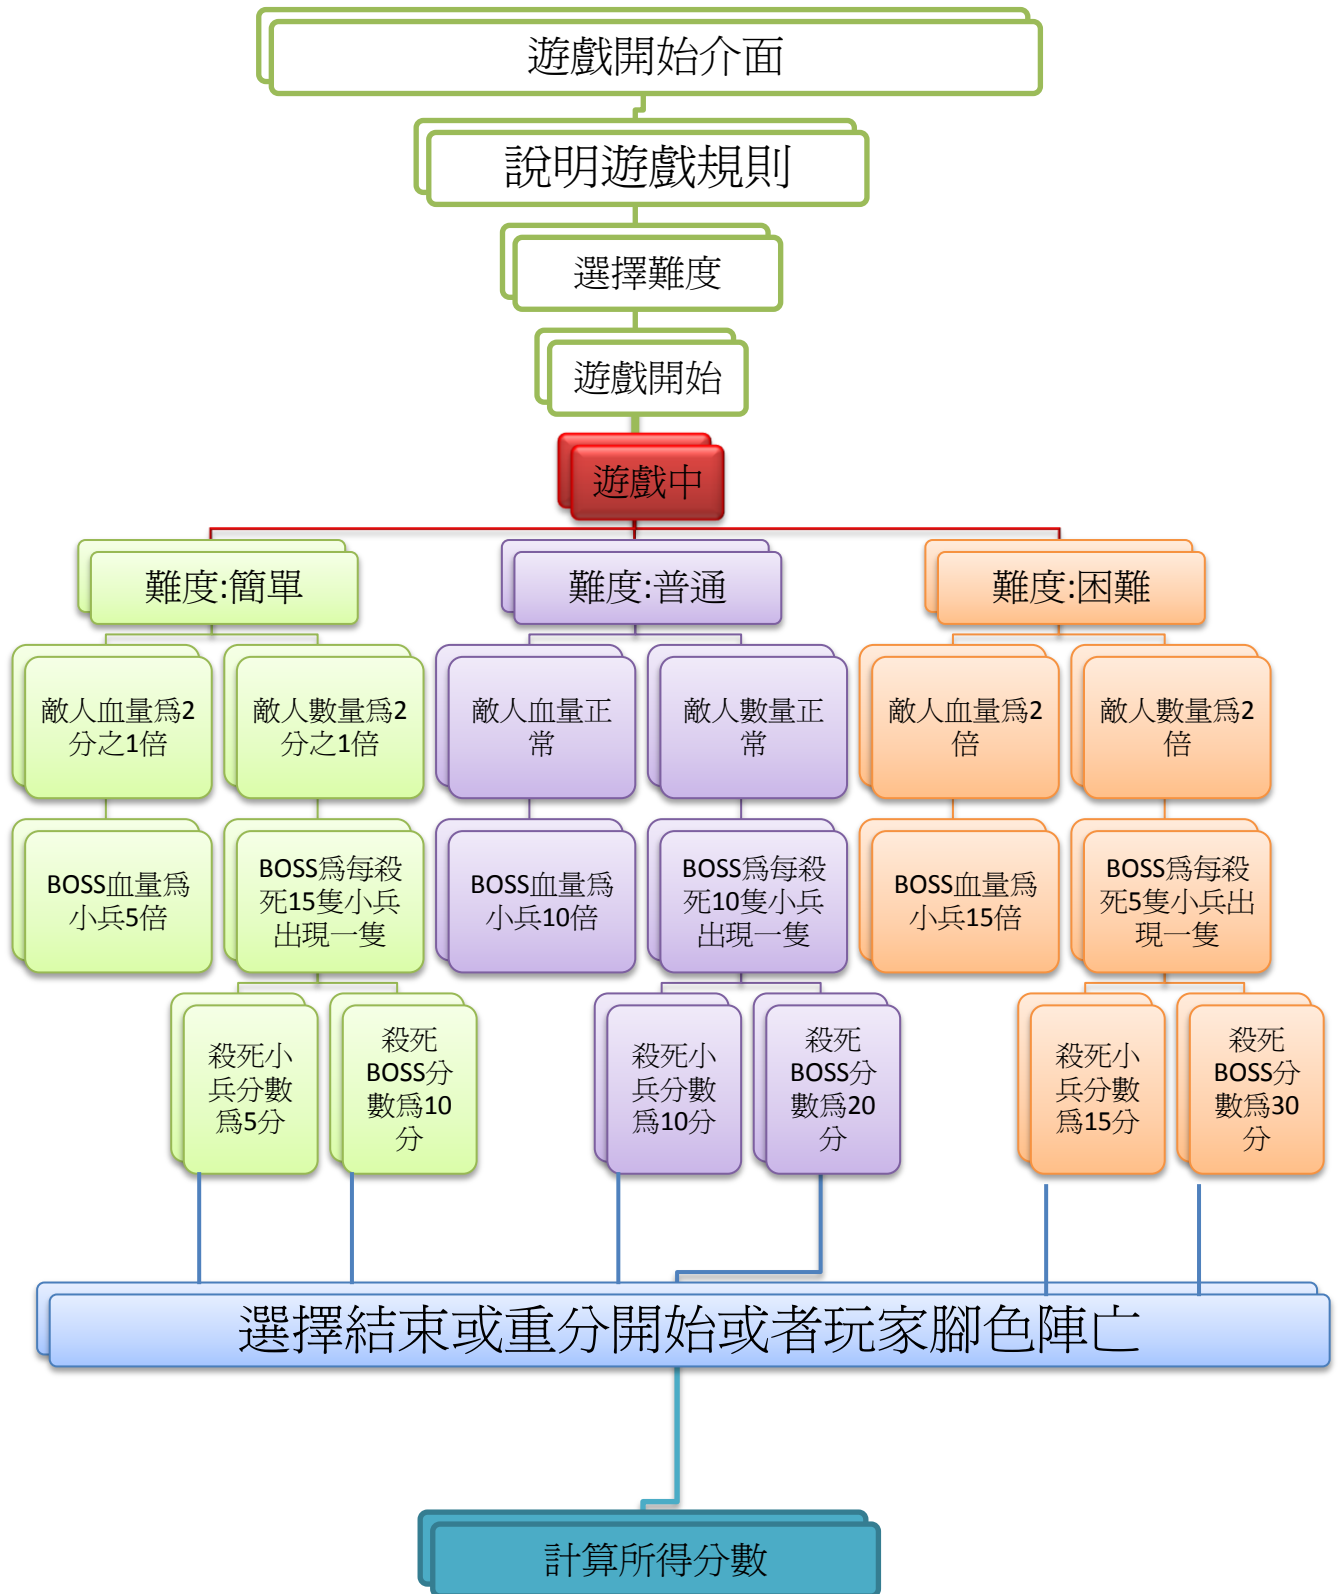 遊戲開始介面
說明遊戲規則
選擇難度
遊戲開始
遊戲中
難度:簡單
難度:普通
難度:困難
敵人血量爲2
分之1倍
敵人數量爲2
分之1倍
敵人血量正
常
敵人數量正
常
敵人血量爲2
倍
敵人數量爲2
倍
BOSS血量爲
小兵5倍
BOSS爲每殺
死15隻小兵
出現一隻
BOSS血量爲
小兵10倍
BOSS爲每殺
死10隻小兵
出現一隻
BOSS血量爲
小兵15倍
BOSS爲每殺
死5隻小兵出
現一隻
殺死小
兵分數
爲5分
殺死
BOSS分
數爲10
分
殺死小
兵分數
爲10分
殺死
BOSS分
數爲20
分
殺死小
兵分數
爲15分
殺死
BOSS分
數爲30
分
選擇結束或重分開始或者玩家腳色陣亡
計算所得分數